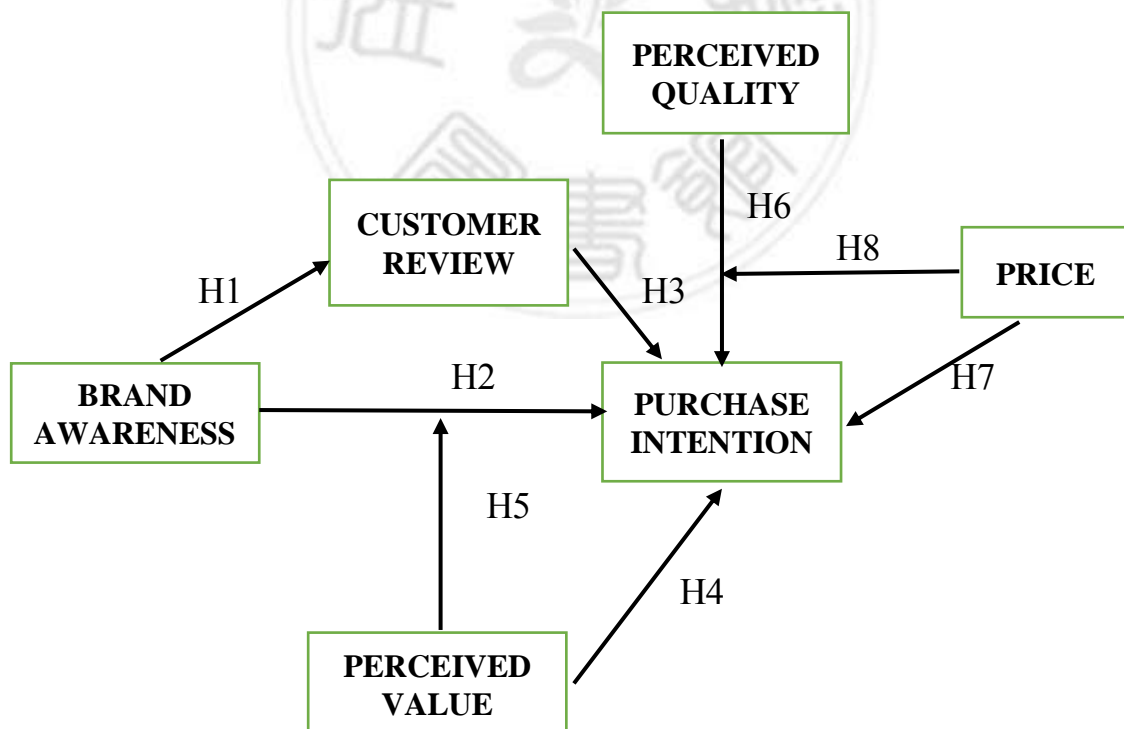 PERCEIVED
QUALITY
H6
CUSTOMER
REVIEW
H8
PRICE
H1
H3
H2
H7
BRAND
AWARENESS
PURCHASE
INTENTION
H5
H4
PERCEIVED
VALUE